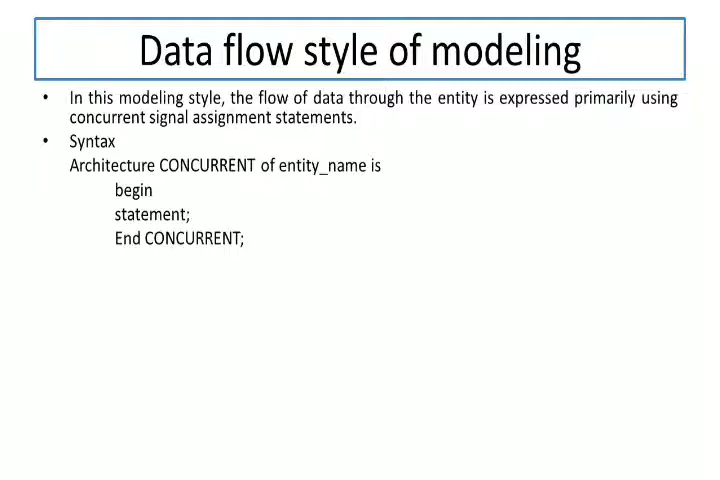 Data flow style of modeling
• In this modeling style, the flow of data through the entity is expressed primarily using
concurrent signal assignment statements.
• Syntax
Architecture CONCURRENT of entity_name is
begin
statement;
End CONCURRENT;